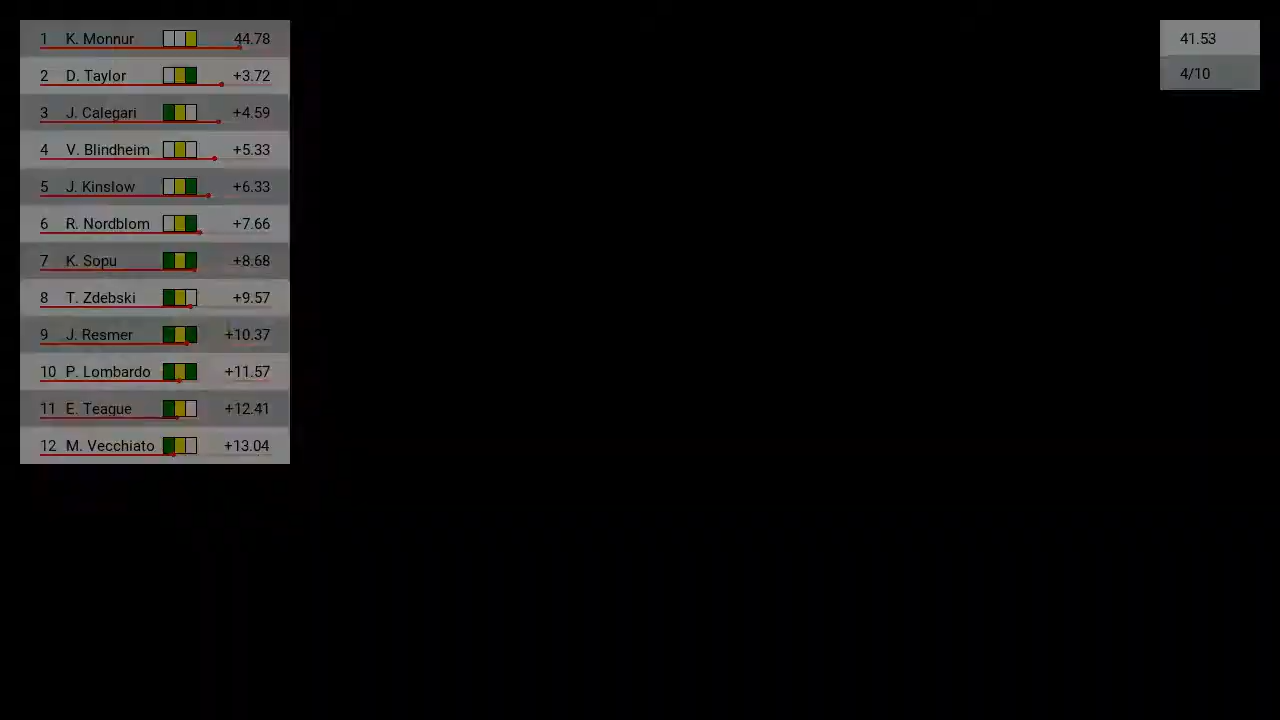 1 K. Monnur 44.78
2 D. Taylor +3.72
3 J. Calegari +4.59
4 V. Blindheim +5.33
5 J. Kinslow +6.33
6 R. Nordblom +7.66
7 K. Sopu +8.68
8 T. Zdebski +9.57
9 J. Resmer +10.37
10 P. Lombardo +11.57
11 E. Teague +12.41
12 M. Vecchiato +13.04
41.53
4/10